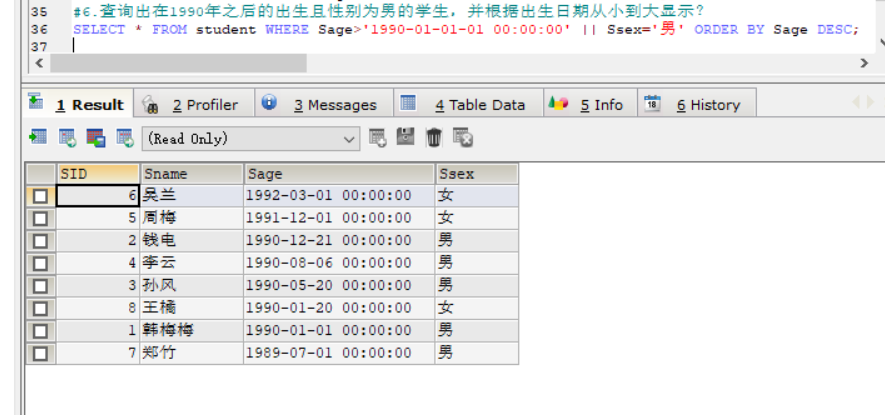 35 #6.查询出在1990年之后的出生且性别为男的学生，并根据出生日期从小到大显示？
36 SELECT * FROM student WHERE Sage>'1990-01-01-01 00:00:00' || Ssex='男' ORDER BY Sage DESC;
37
1 Result 2 Profiler 3 Messages 4 Table Data 5 Info 18 6 History
(Read Only)
SID Sname Sage Ssex
6 吴兰 1992-03-01 00:00:00 女
5 周梅 1991-12-01 00:00:00 女
2 钱电 1990-12-21 00:00:00 男
4 李云 1990-08-06 00:00:00 男
3 孙风 1990-05-20 00:00:00 男
8 王橘 1990-01-20 00:00:00 女
1 韩梅梅 1990-01-01 00:00:00 男
7 郑竹 1989-07-01 00:00:00 男